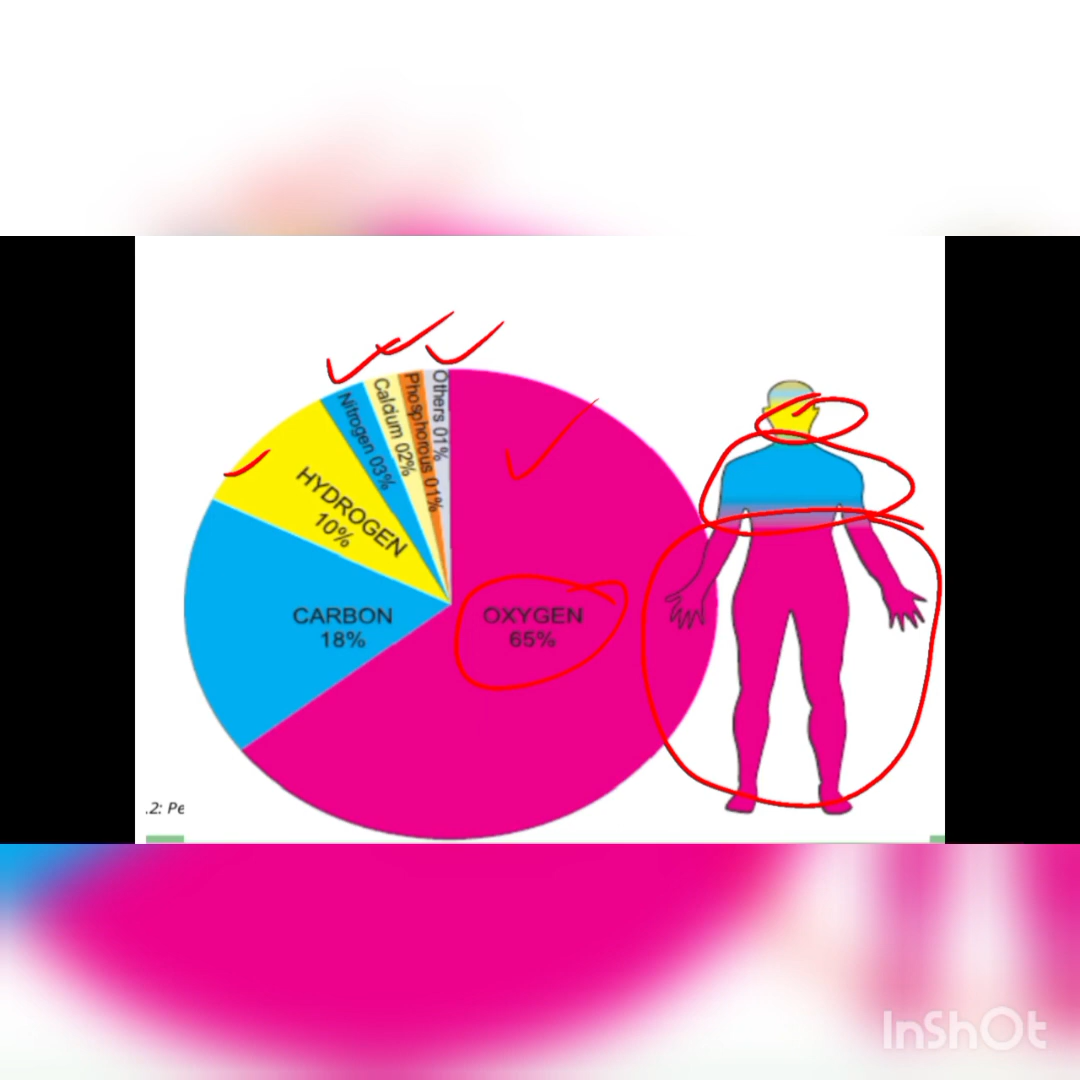 Nitrogen 03%
Calcium 02%
Phosphorous 01%
Others 01%
HYDROGEN
10%
CARBON
18%
OXYGEN
65%
.2: Pe
InShOt